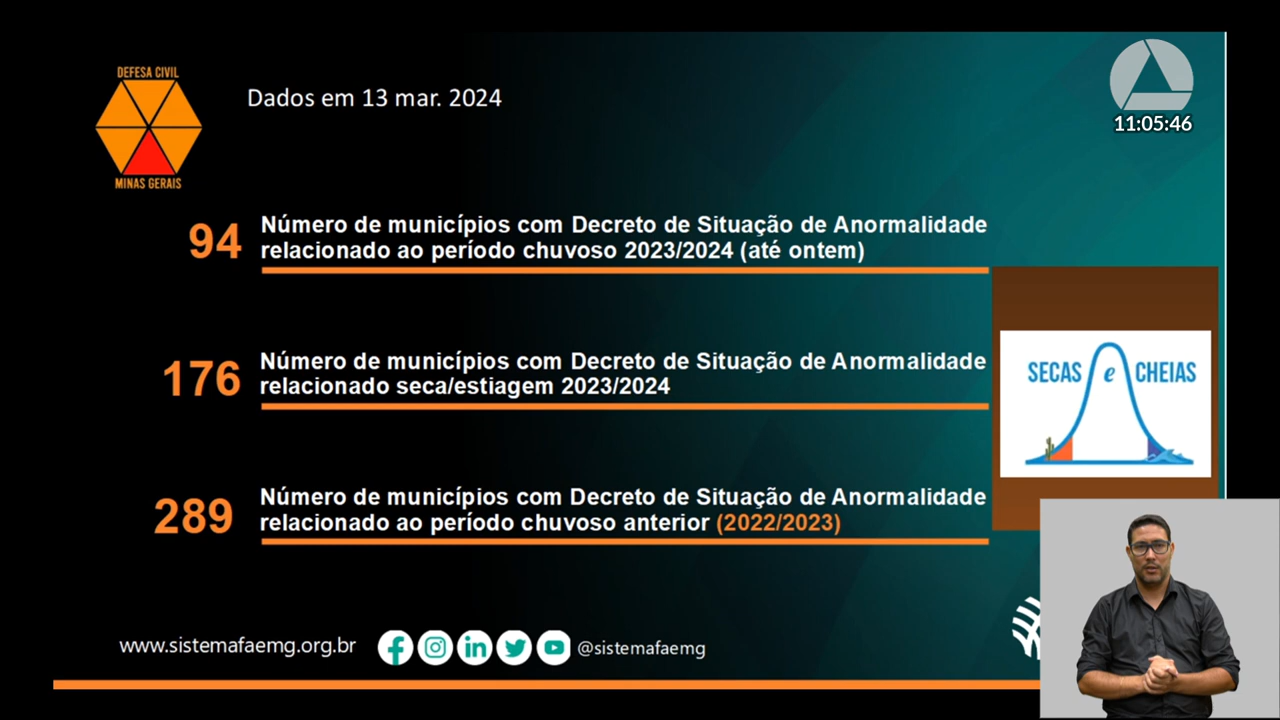 DEFESA CIVIL
MINAS GERAIS
Dados em 13 mar. 2024
11:05:46
94
Número de municípios com Decreto de Situação de Anormalidade
relacionado ao período chuvoso 2023/2024 (até ontem)
176
Número de municípios com Decreto de Situação de Anormalidade
relacionado seca/estiagem 2023/2024
SECAS e CHEIAS
289
Número de municípios com Decreto de Situação de Anormalidade
relacionado ao período chuvoso anterior (2022/2023)
www.sistemafaemg.org.br
@sistemafaemg